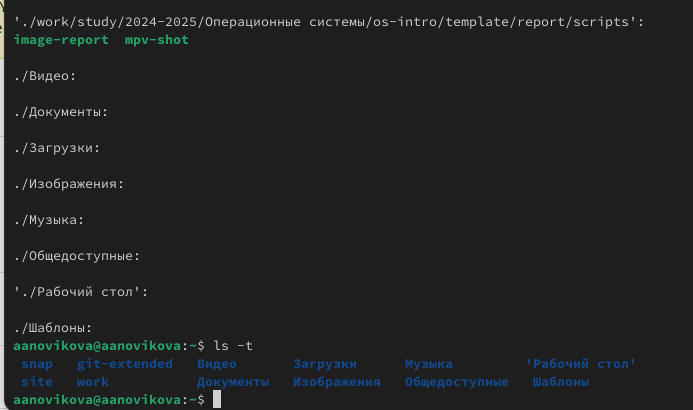 './work/study/2024-2025/Операционные системы/os-intro/template/report/scripts':
image-report  mpv-shot
./Видео:
./Документы:
./Загрузки:
./Изображения:
./Музыка:
./Общедоступные:
'./Рабочий стол':
./Шаблоны:
aanovikova@aanovikova:~$ ls -t
snap   git-extended   Видео       Загрузки      Музыка         'Рабочий стол'
site   work           Документы   Изображения   Общедоступные   Шаблоны
aanovikova@aanovikova:~$